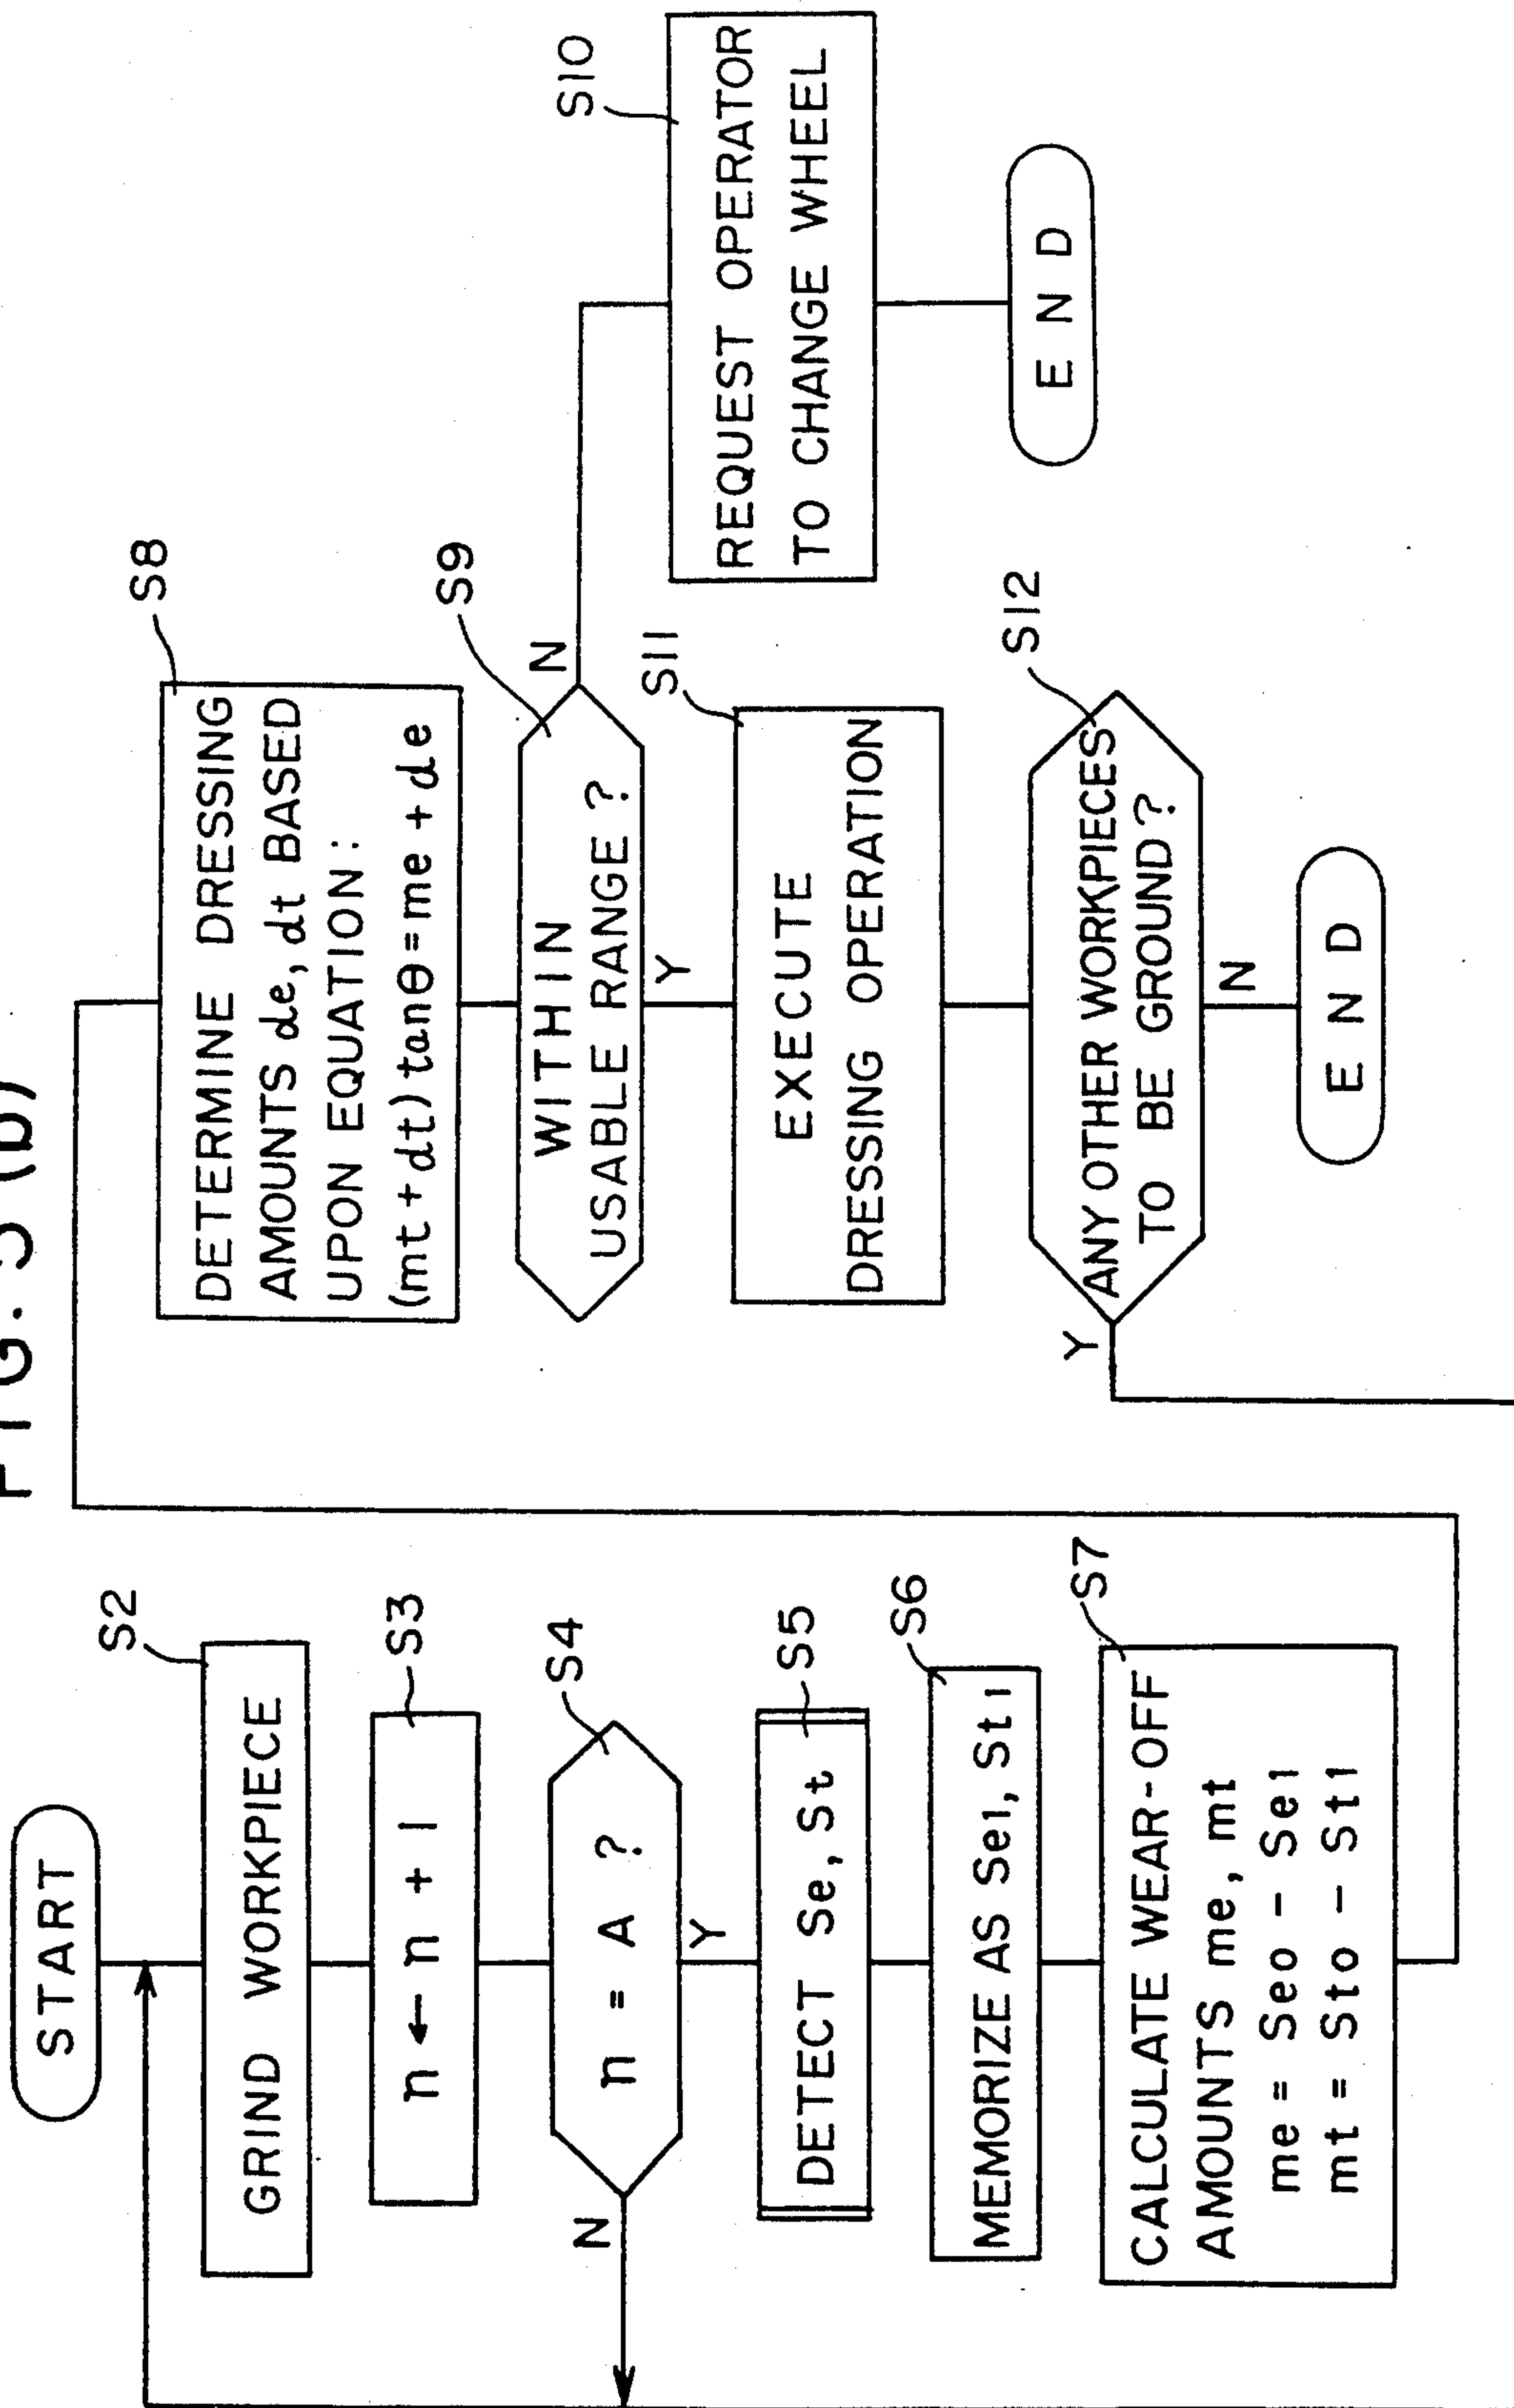 FIG. 5 (b)
START
S2
GRIND WORKPIECE
S3
n ← n + 1
S4
n = A ?
N
Y
S5
DETECT Se, St
S6
MEMORIZE AS Se1, St1
S7
CALCULATE WEAR-OFF
AMOUNTS me, mt
me = Seo - Se1
mt = Sto - St1
S8
DETERMINE DRESSING
AMOUNTS de, dt BASED
UPON EQUATION:
(mt + dt) tanθ = me + de
S9
WITHIN
USABLE RANGE ?
N
Y
S10
REQUEST OPERATOR
TO CHANGE WHEEL
END
S11
EXECUTE
DRESSING OPERATION
S12
ANY OTHER WORKPIECES
TO BE GROUND ?
Y
N
END